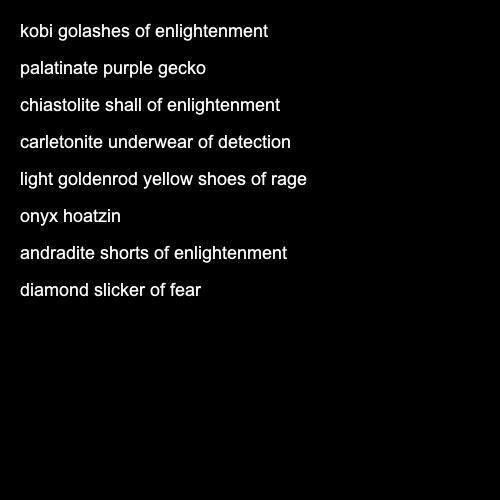 kobi golashes of enlightenment
palatinate purple gecko
chiastolite shall of enlightenment
carletonite underwear of detection
light goldenrod yellow shoes of rage
onyx hoatzin
andradite shorts of enlightenment
diamond slicker of fear